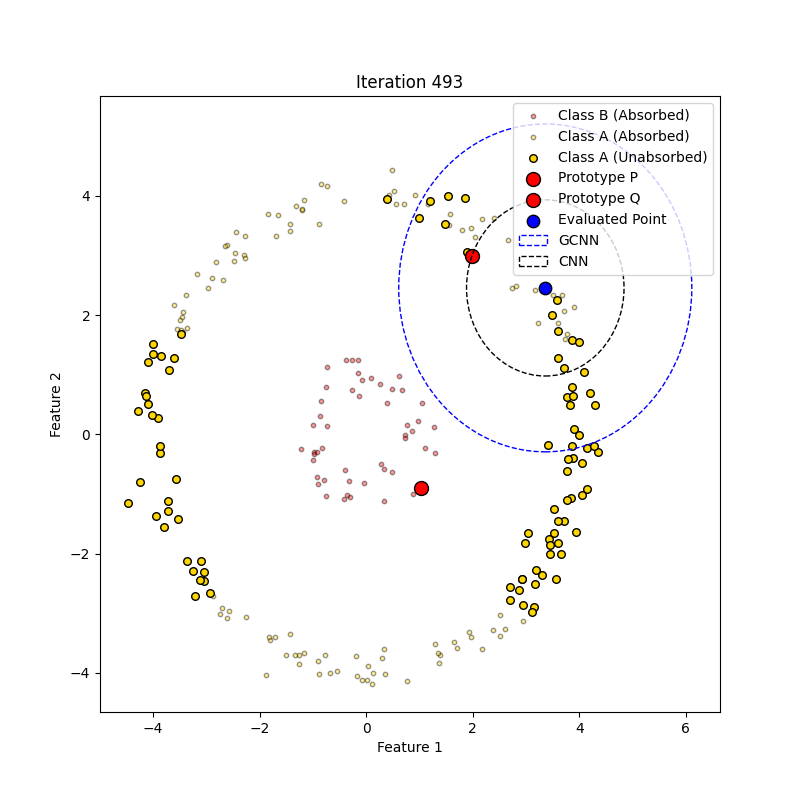 Iteration 493
Class B (Absorbed)
Class A (Absorbed)
Class A (Unabsorbed)
Prototype P
Prototype Q
Evaluated Point
GCNN
CNN
4
2
0
−2
−4
Feature 2
−4 −2 0 2 4 6
Feature 1